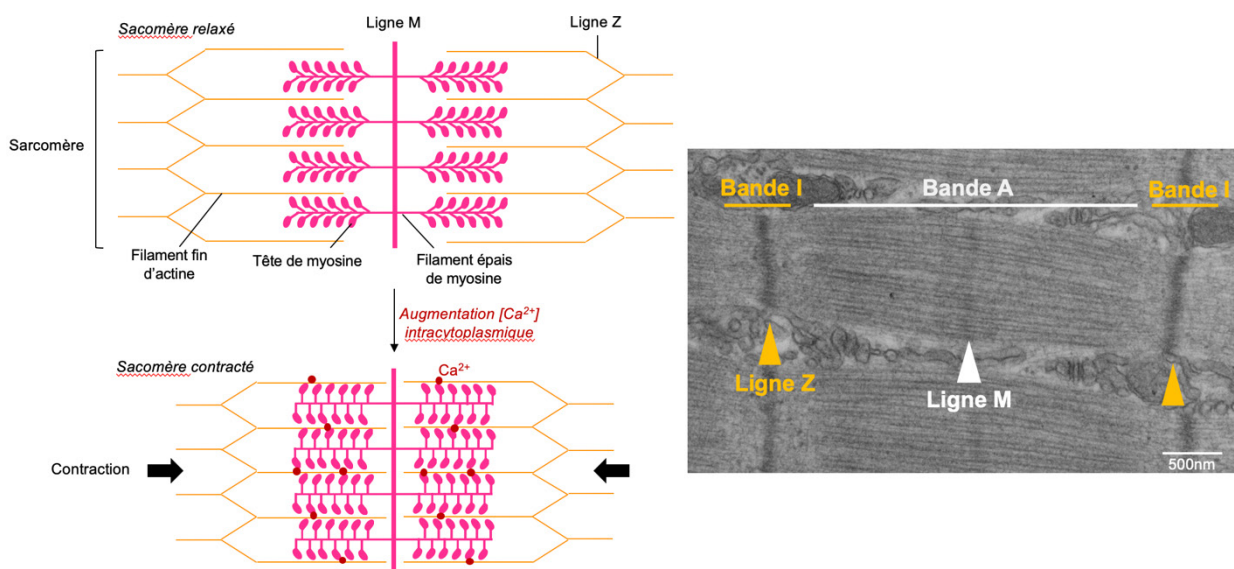 Sacomère relaxé
Ligne M
Ligne Z
Sarcomère
Filament fin
d'actine
Tête de myosine
Filament épais
de myosine
Augmentation [Ca²⁺]
intracytoplasmique
Sacomère contracté
Ca²⁺
Contraction
Bande I
Bande A
Bande I
Ligne Z
Ligne M
500nm